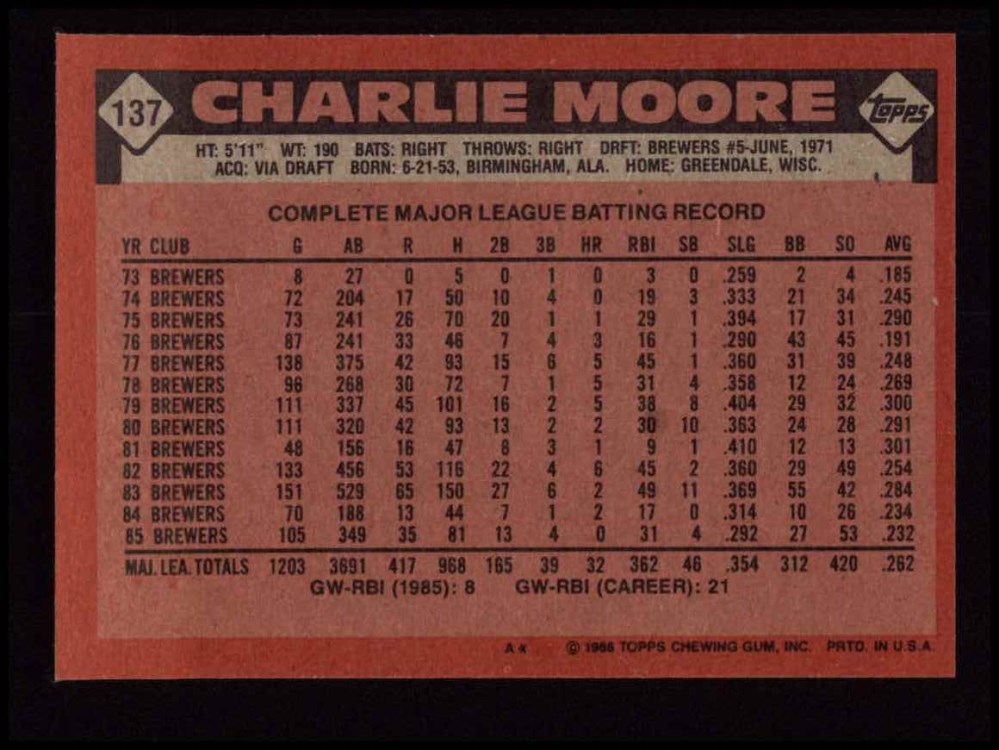 137 CHARLIE MOORE topps
HT: 5'11" WT: 190 BATS: RIGHT THROWS: RIGHT DRFT: BREWERS #5-JUNE, 1971
ACQ: VIA DRAFT BORN: 6-21-53, BIRMINGHAM, ALA. HOME: GREENDALE, WISC.
COMPLETE MAJOR LEAGUE BATTING RECORD
YR CLUB G AB R H 2B 3B HR RBI SB SLG BB SO AVG
73 BREWERS 8 27 0 5 0 1 0 3 0 .259 2 4 .185
74 BREWERS 72 204 17 50 10 4 0 19 3 .333 21 34 .245
75 BREWERS 73 241 26 70 20 1 1 29 1 .394 17 31 .290
76 BREWERS 87 241 33 46 7 4 3 16 1 .290 43 45 .191
77 BREWERS 138 375 42 93 15 6 5 45 1 .360 31 39 .248
78 BREWERS 96 268 30 72 7 1 5 31 4 .358 12 24 .269
79 BREWERS 111 337 45 101 16 2 5 38 8 .404 29 32 .300
80 BREWERS 111 320 42 93 13 2 2 30 10 .363 24 28 .291
81 BREWERS 48 156 16 47 8 3 1 9 1 .410 12 13 .301
82 BREWERS 133 456 53 116 22 4 6 45 2 .360 29 49 .254
83 BREWERS 151 529 65 150 27 6 2 49 11 .369 55 42 .284
84 BREWERS 70 188 13 44 7 1 2 17 0 .314 10 26 .234
85 BREWERS 105 349 35 81 13 4 0 31 4 .292 27 53 .232
MAJ. LEA. TOTALS 1203 3691 417 968 165 39 32 362 46 .354 312 420 .262
GW-RBI (1985): 8 GW-RBI (CAREER): 21
A* © 1986 TOPPS CHEWING GUM, INC. PRTD. IN U.S.A.